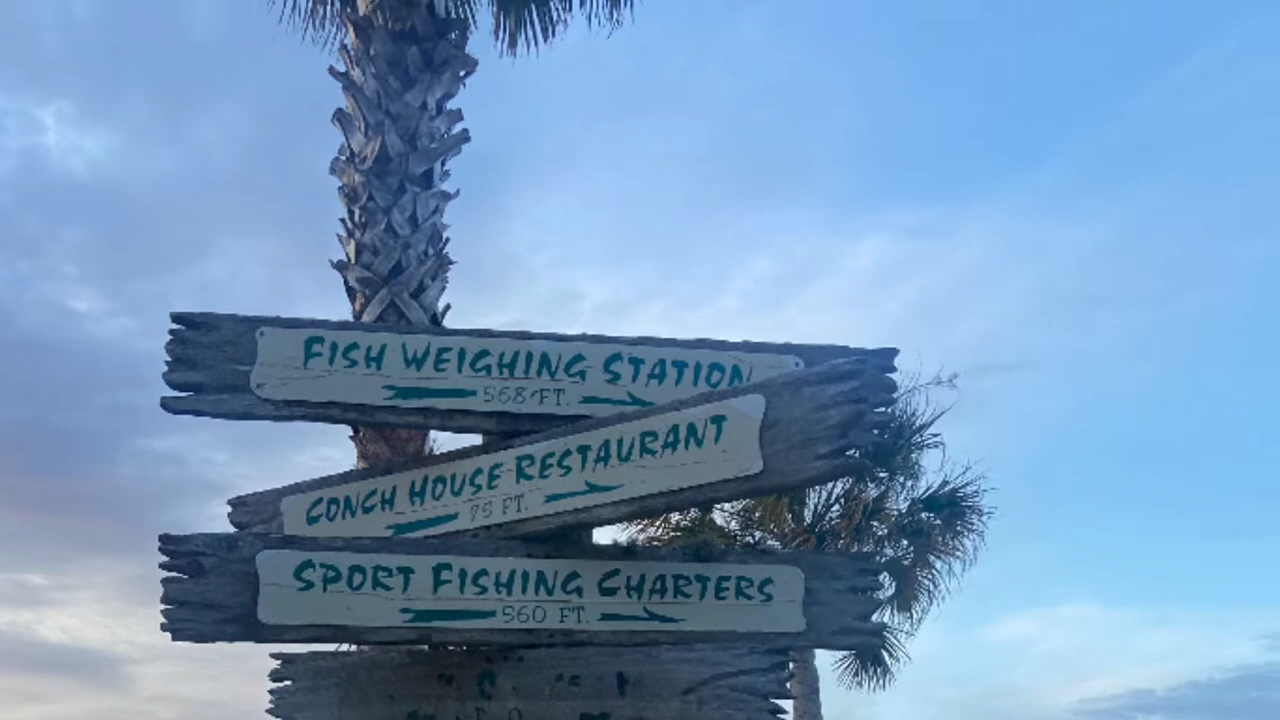 FISH WEIGHING STATION
568 FT.
CONCH HOUSE RESTAURANT
75 FT.
SPORT FISHING CHARTERS
560 FT.